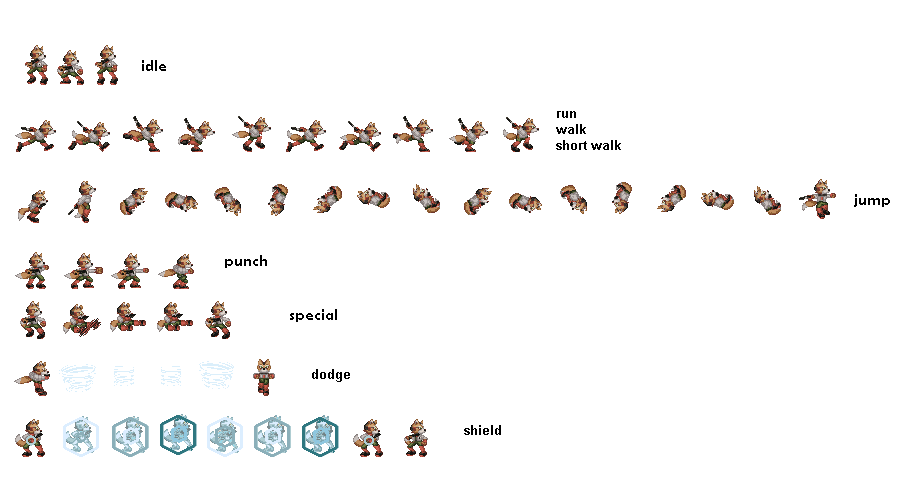 idle
run
walk
short walk
jump
punch
special
dodge
shield